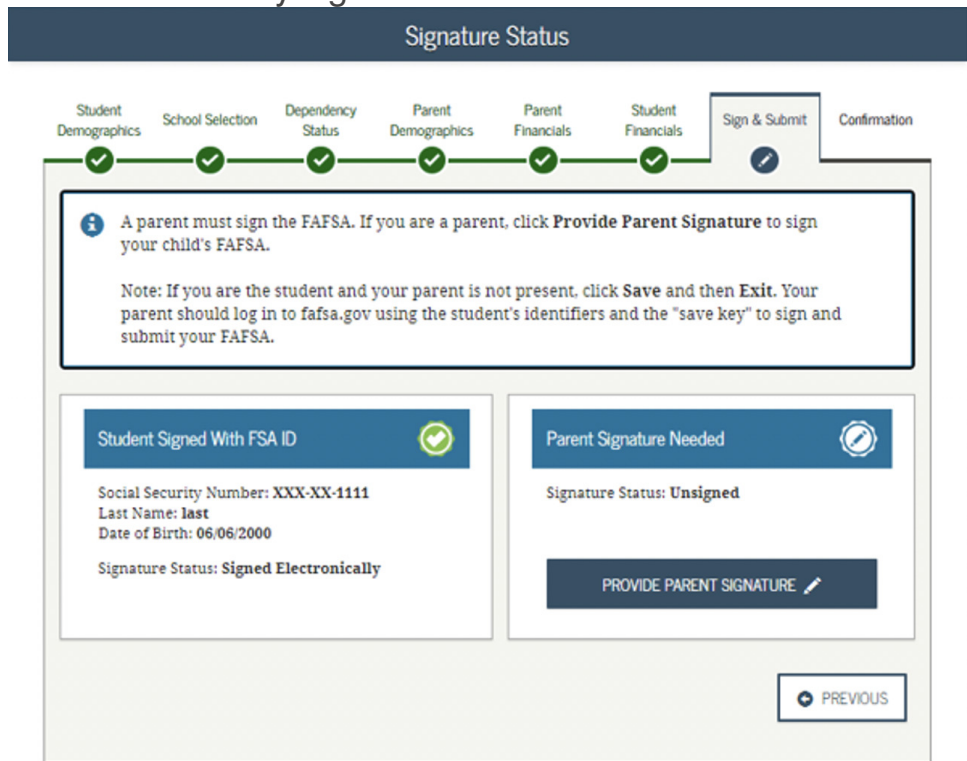 Signature Status
Student Demographics
School Selection
Dependency Status
Parent Demographics
Parent Financials
Student Financials
Sign & Submit
Confirmation
A parent must sign the FAFSA. If you are a parent, click Provide Parent Signature to sign
your child's FAFSA.
Note: If you are the student and your parent is not present, click Save and then Exit. Your
parent should log in to fafsa.gov using the student's identifiers and the "save key" to sign and
submit your FAFSA.
Student Signed With FSA ID
Social Security Number: XXX-XX-1111
Last Name: last
Date of Birth: 06/06/2000
Signature Status: Signed Electronically
Parent Signature Needed
Signature Status: Unsigned
PROVIDE PARENT SIGNATURE
PREVIOUS